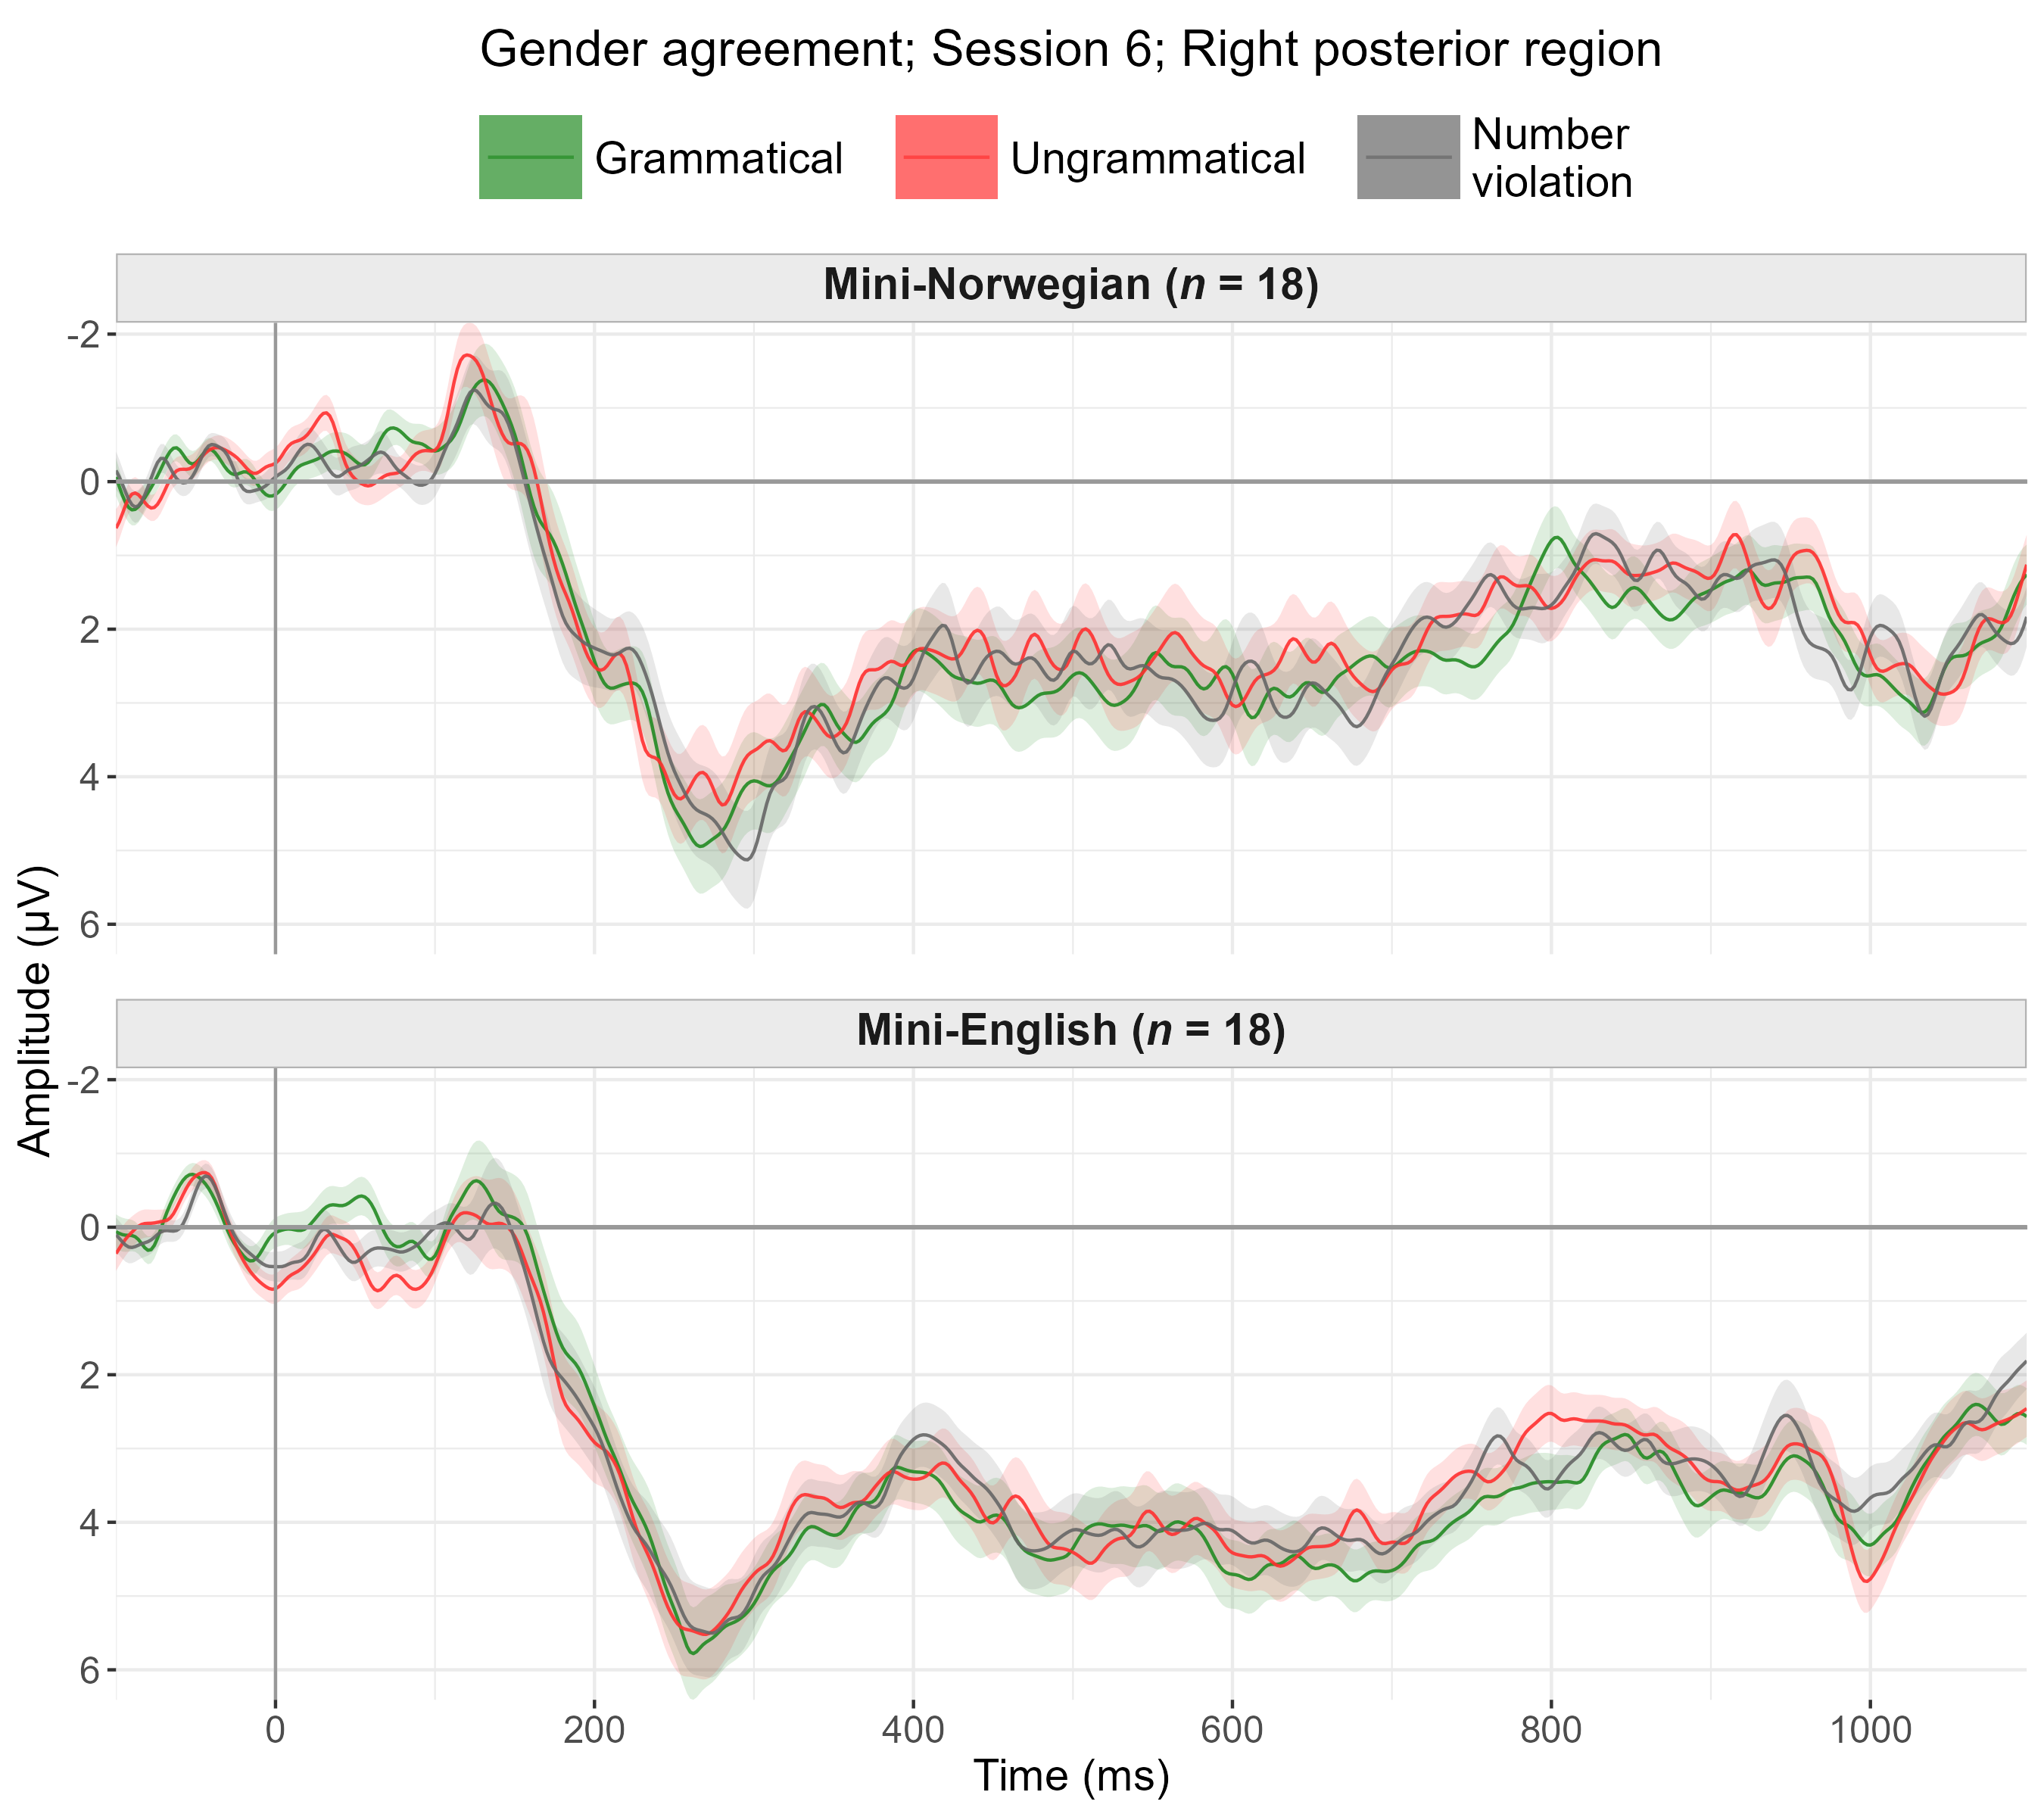 Gender agreement; Session 6; Right posterior region
Grammatical
Ungrammatical
Number
violation
Mini-Norwegian (n = 18)
-2
0
2
4
6
Amplitude (µV)
Mini-English (n = 18)
-2
0
2
4
6
0 200 400 600 800 1000
Time (ms)